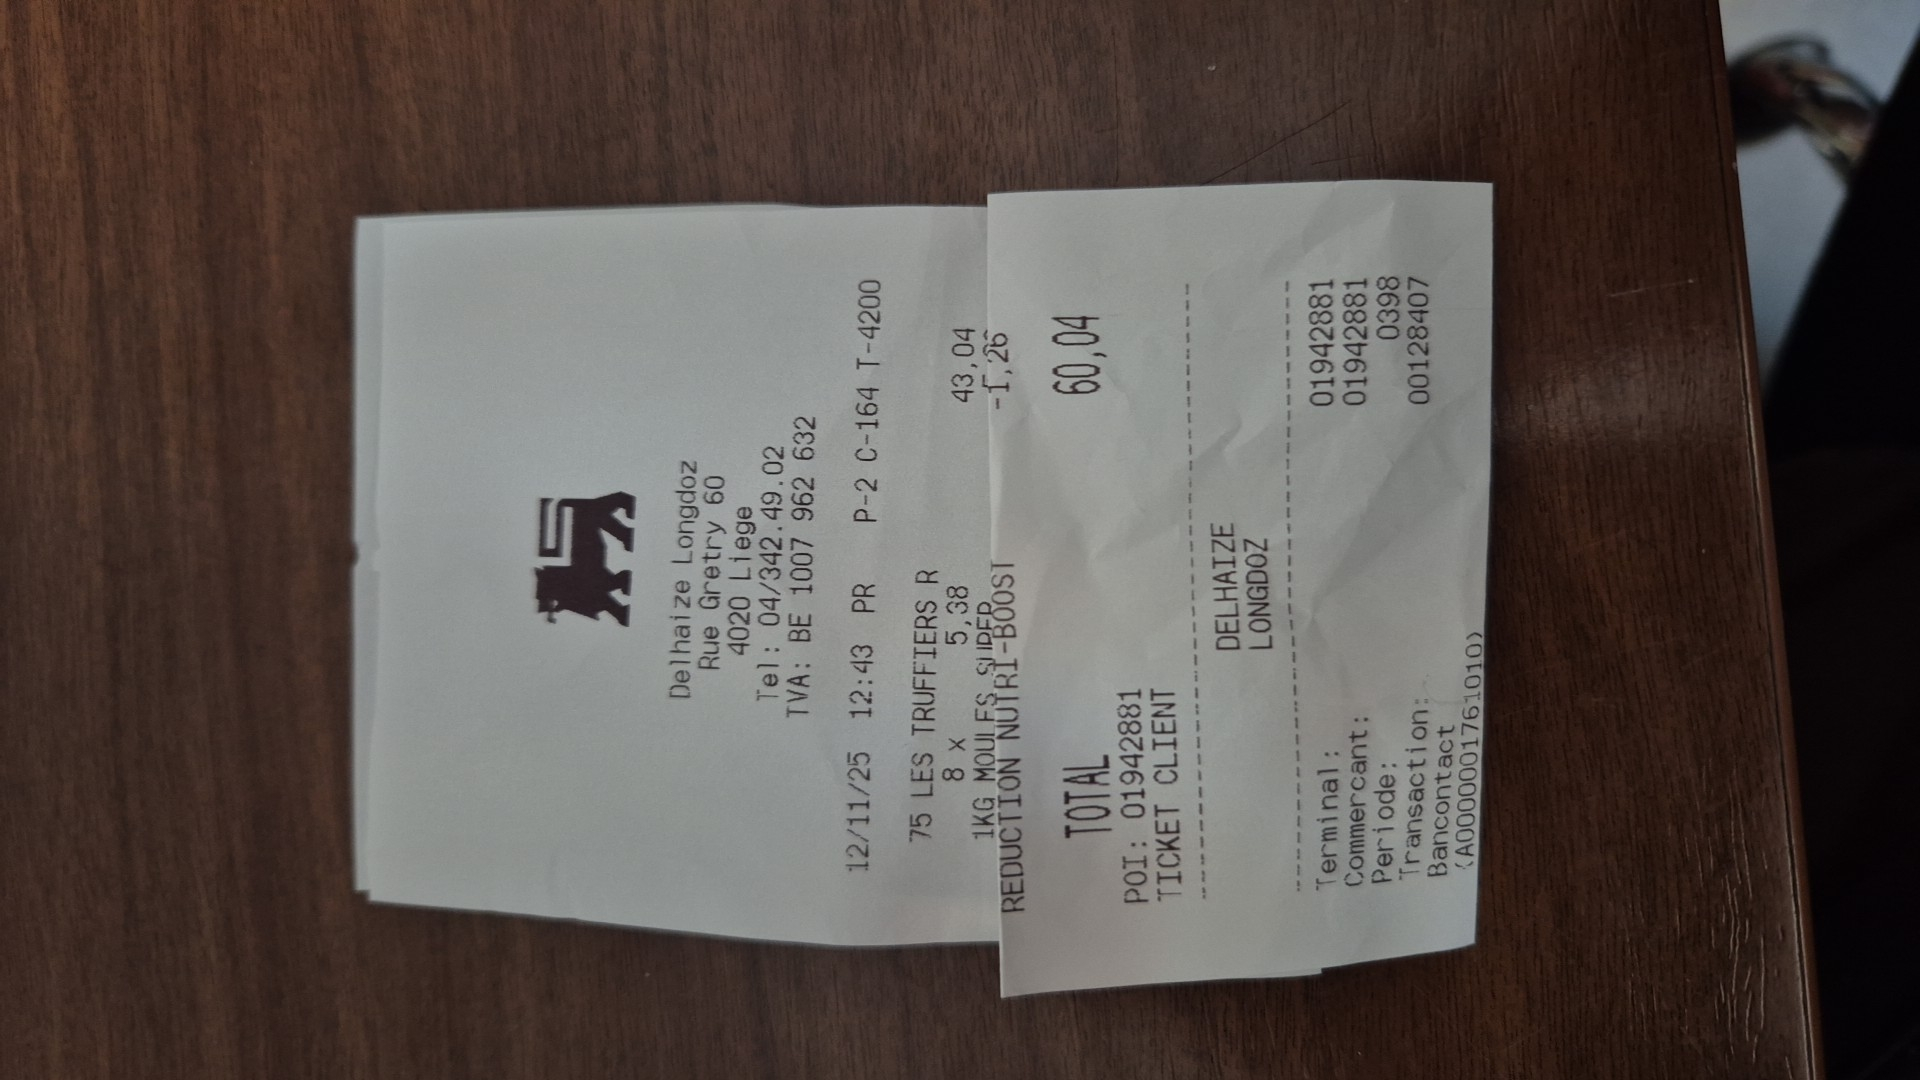 Delhaize Longdoz
Rue Gretry 60
4020 Liege
Tel: 04/342.49.02
TVA: BE 1007 962 632
12/11/25 12:43 PR P-2 C-164 T-4200
75 LES TRUFFIERS R
8 x 5,38 43,04
1KG MOULES SUPER
REDUCTION NUTRI-BOOST -1,26
TOTAL 60,04
POI: 01942881
TICKET CLIENT
DELHAIZE
LONGDOZ
Terminal: 01942881
Commercant: 01942881
Periode: 0398
Transaction: 00128407
Bancontact
(A0000001761010)